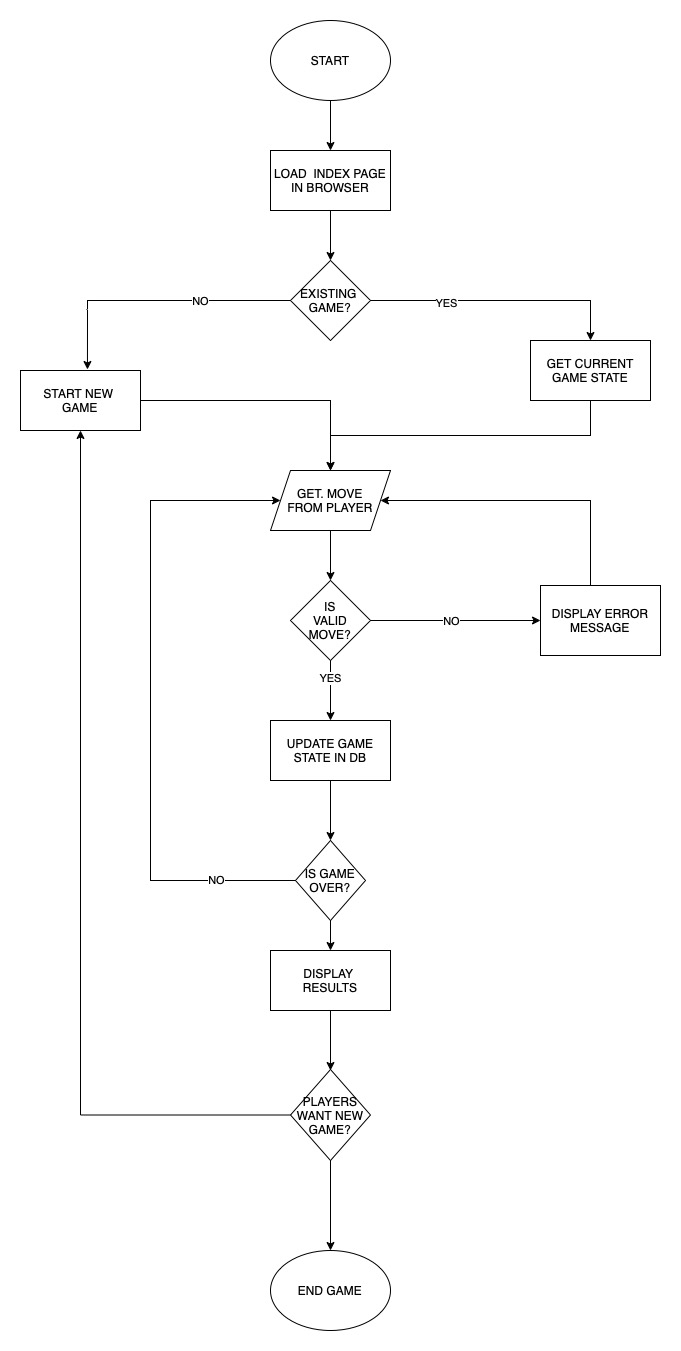 START
LOAD INDEX PAGE
IN BROWSER
EXISTING
GAME?
NO
YES
GET CURRENT
GAME STATE
START NEW
GAME
GET. MOVE
FROM PLAYER
IS
VALID
MOVE?
NO
DISPLAY ERROR
MESSAGE
YES
UPDATE GAME
STATE IN DB
IS GAME
OVER?
NO
DISPLAY
RESULTS
PLAYERS
WANT NEW
GAME?
END GAME